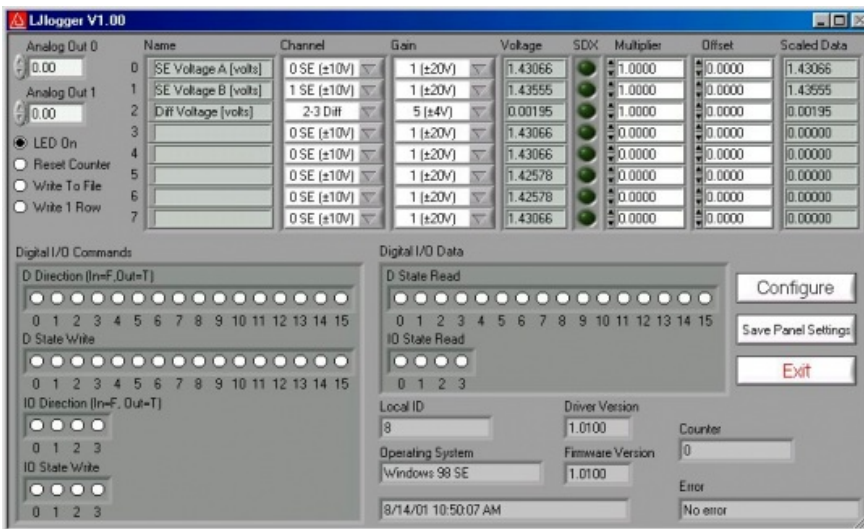 LJlogger V1.00
Analog Out 0
0.00
Analog Out 1
0.00
LED On
Reset Counter
Write To File
Write 1 Row
Name Channel Gain Voltage SDX Multiplier Offset Scaled Data
0 SE Voltage A [volts] 0 SE (±10V) 1 (±20V) 1.43066 1.0000 0.0000 1.43066
1 SE Voltage B [volts] 1 SE (±10V) 1 (±20V) 1.43555 1.0000 0.0000 1.43555
2 Diff Voltage [volts] 2-3 Diff 5 (±4V) 0.00195 1.0000 0.0000 0.00195
3 0 SE (±10V) 1 (±20V) 1.43066 1.0000 0.0000 0.00000
4 0 SE (±10V) 1 (±20V) 1.43066 1.0000 0.0000 0.00000
5 0 SE (±10V) 1 (±20V) 1.42578 1.0000 0.0000 0.00000
6 0 SE (±10V) 1 (±20V) 1.42578 1.0000 0.0000 0.00000
7 0 SE (±10V) 1 (±20V) 1.43066 1.0000 0.0000 0.00000
Digital I/O Commands
D Direction (In=F,Out=T)
0 1 2 3 4 5 6 7 8 9 10 11 12 13 14 15
D State Write
0 1 2 3 4 5 6 7 8 9 10 11 12 13 14 15
IO Direction (In=F, Out=T)
0 1 2 3
IO State Write
0 1 2 3
Digital I/O Data
D State Read
0 1 2 3 4 5 6 7 8 9 10 11 12 13 14 15
IO State Read
0 1 2 3
Configure
Save Panel Settings
Exit
Local ID
8
Driver Version
1.0100
Counter
0
Operating System
Windows 98 SE
Firmware Version
1.0100
8/14/01 10:50:07 AM
Error
No error